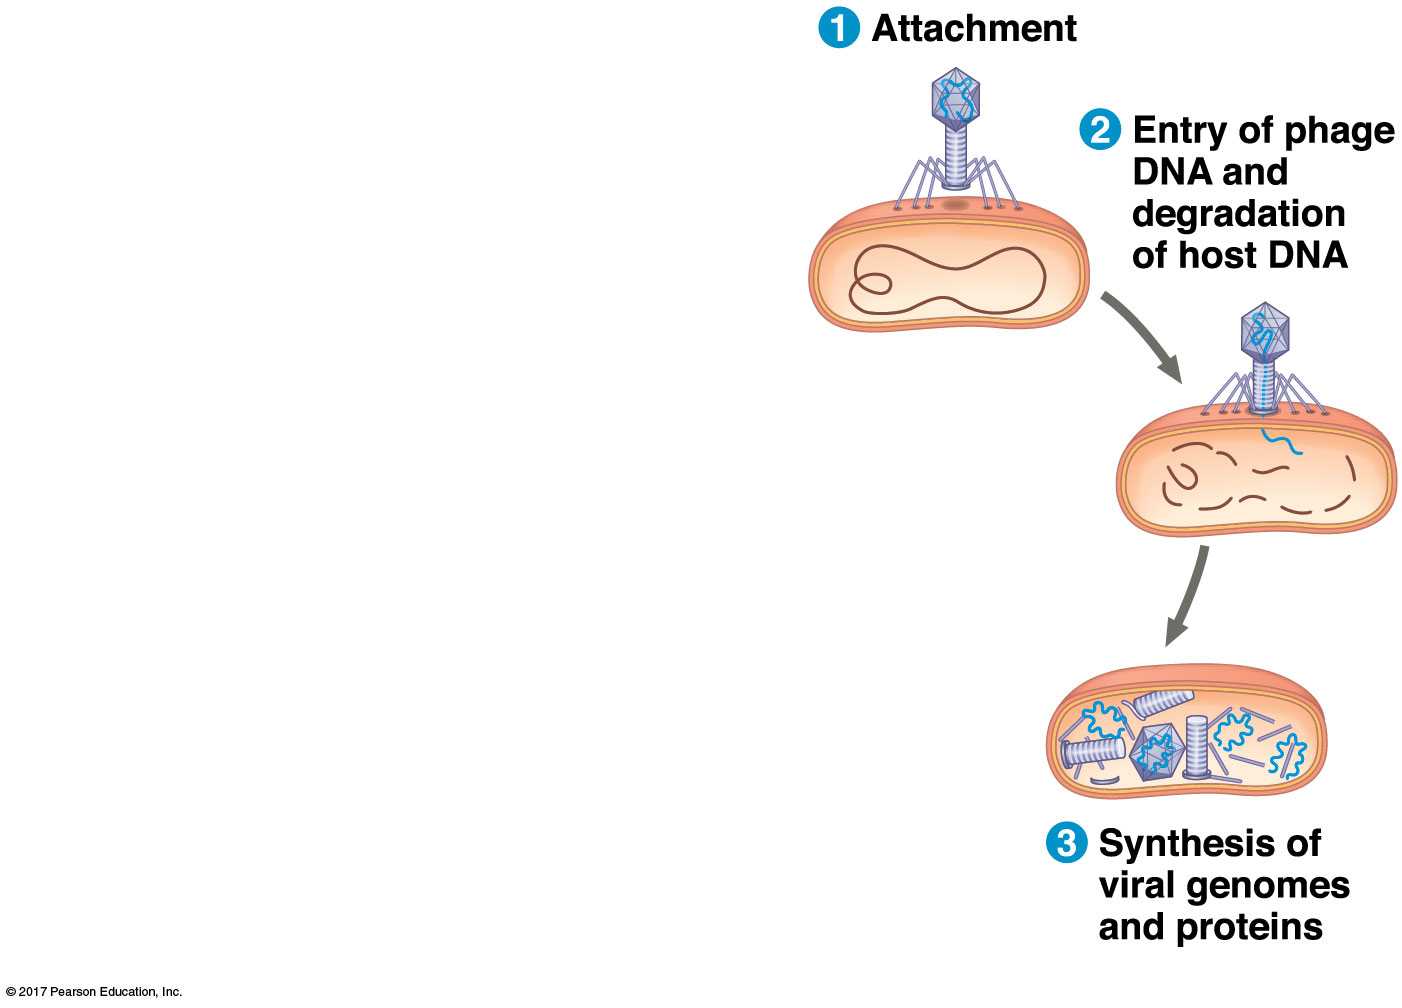 1 Attachment
2 Entry of phage
DNA and
degradation
of host DNA
3 Synthesis of
viral genomes
and proteins
© 2017 Pearson Education, Inc.